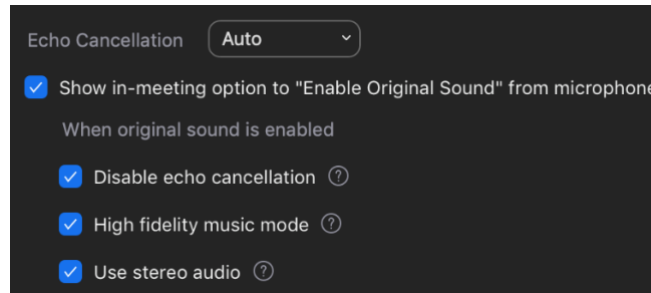 Echo Cancellation Auto
Show in-meeting option to "Enable Original Sound" from microphone
When original sound is enabled
Disable echo cancellation ?
High fidelity music mode ?
Use stereo audio ?